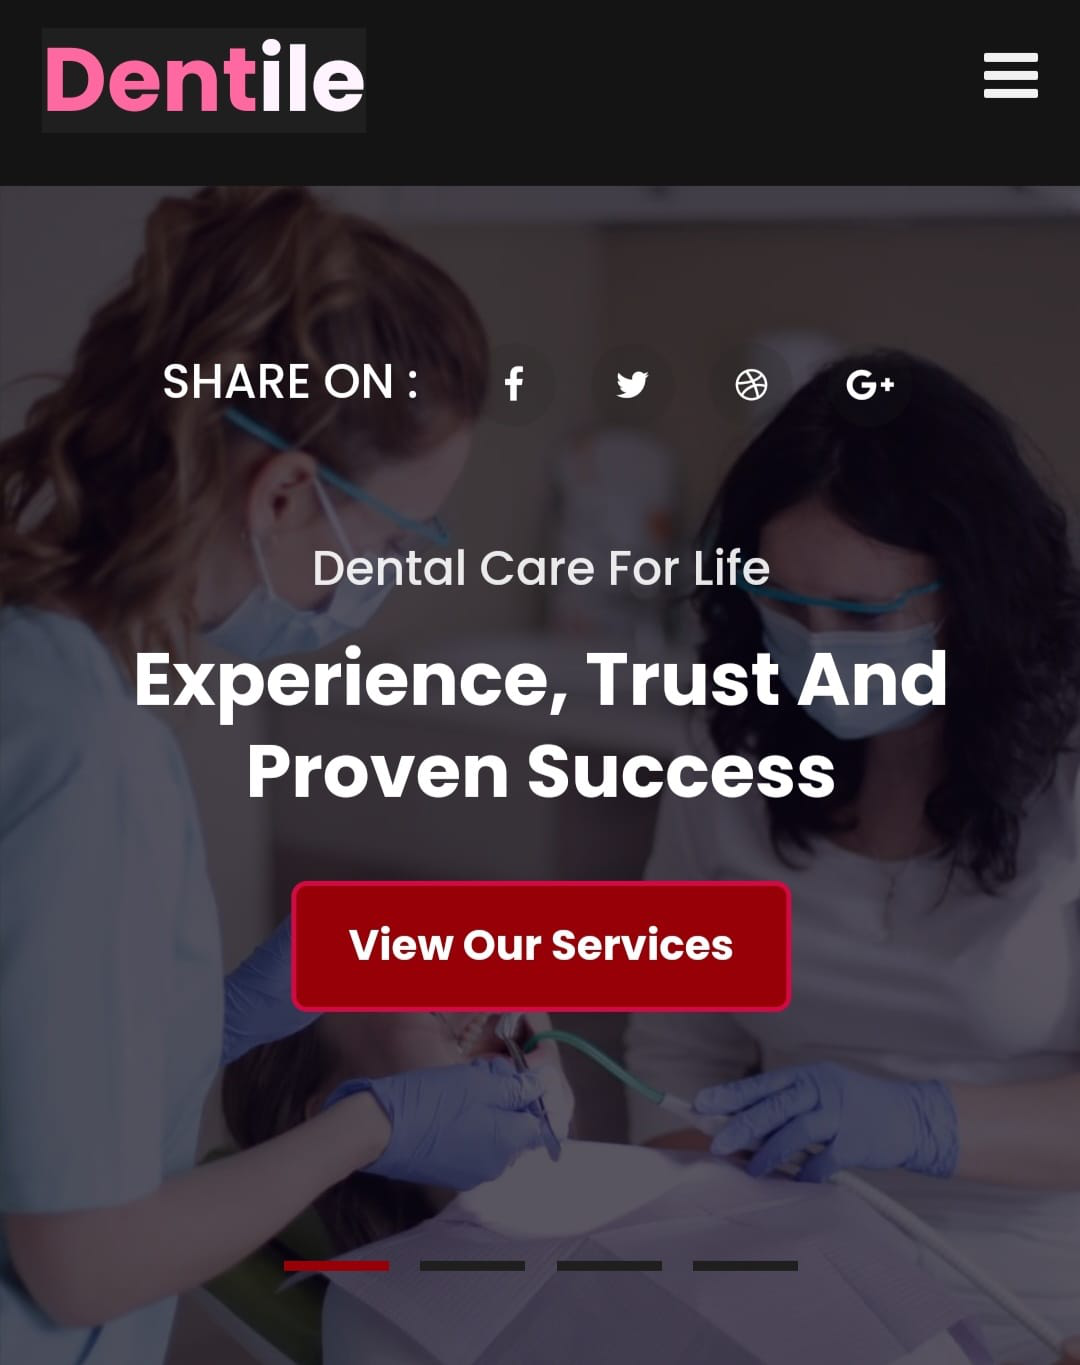 Dentile
SHARE ON :
Dental Care For Life
Experience, Trust And
Proven Success
View Our Services